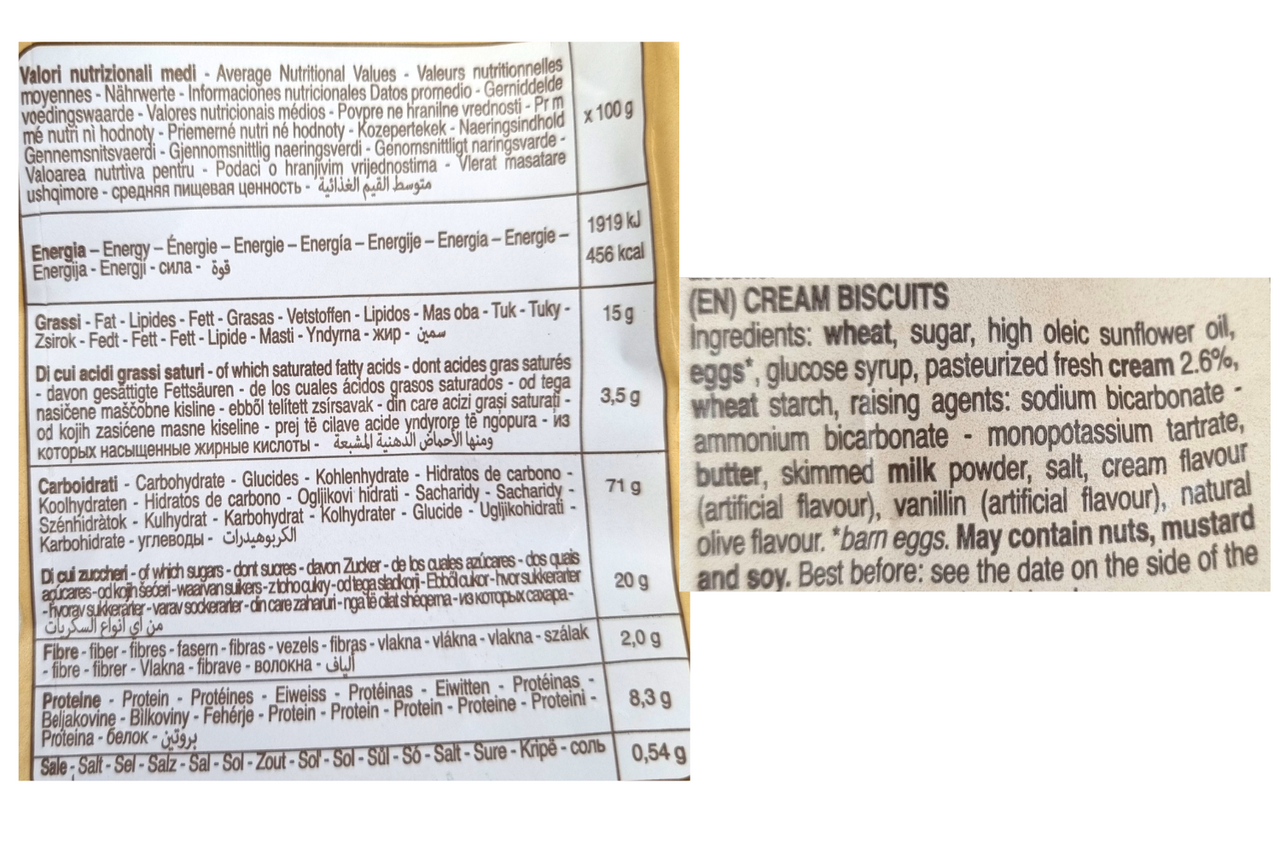 Valori nutrizionali medi - Average Nutritional Values - Valeurs nutritionnelles
moyennes - Nährwerte - Informaciones nutricionales Datos promedio - Gerniddelde
voedingswaarde - Valores nutricionais médios - Povpre ne hranilne vrednosti - Pr m
mé nutri nì hodnoty - Priemerné nutri né hodnoty - Kozepertekek - Naeringsindhold
Gennemsnitsvaerdi - Gjennomsnittlig naeringsverdi - Genomsnittligt naringsvarde -
Valoarea nutrtiva pentru - Podaci o hranjivim vrijednostima - Vlerat masatare
ushqimore - средняя пищевая ценность - متوسط القيم الغذائية
x 100 g
Energia – Energy – Énergie – Energie – Energía – Energije – Energia – Energie –
Energija - Energji - сила - قوة
1919 kJ
456 kcal
Grassi - Fat - Lipides - Fett - Grasas - Vetstoffen - Lipidos - Mas oba - Tuk - Tuky -
Zsirok - Fedt - Fett - Fett - Lipide - Masti - Yndyrna - жир - سمين
15 g
Di cui acidi grassi saturi - of which saturated fatty acids - dont acides gras saturés
- davon gesättigte Fettsäuren - de los cuales ácidos grasos saturados - od tega
nasičene maščobne kisline - ebböl telített zsírsavak - din care acizi grași saturați -
od kojih zasićene masne kiseline - prej të cilave acide yndyrore të ngopura - из
которых насыщенные жирные кислоты - ومنها الأحماض الدهنية المشبعة
3,5 g
Carboidrati - Carbohydrate - Glucides - Kohlenhydrate - Hidratos de carbono -
Koolhydraten - Hidratos de carbono - Ogljikovi hidrati - Sacharidy - Sacharidy -
Szénhidràtok - Kulhydrat - Karbohydrat - Kolhydrater - Glucide - Ugljikohidrati -
Karbohidrate - углеводы - الكربوهيدرات
71 g
Di cui zuccheri - of which sugars - dont sucres - davon Zucker - de los cuales azúcares - dos quais
açúcares - od kojih šećeri - waarvan suikers - z toho cukry - od tega sladkorji - Ebböl cukor - hvor sukkerarter
- hvorav sukkerarter - varav sockerarter - din care zaharuri - nga të cilat sheqerna - из которых сахара -
من أي أنواع السكريات
20 g
Fibre - fiber - fibres - fasern - fibras - vezels - fibras - vlakna - vlákna - vlakna - szálak
- fibre - fibrer - Vlakna - fibrave - волокна - ألياف
2,0 g
Proteine - Protein - Protéines - Eiweiss - Protéinas - Eiwitten - Protéinas -
Beljakovine - Bìlkoviny - Fehérje - Protein - Protein - Protein - Proteine - Proteini -
Proteina - белок - بروتين
8,3 g
Sale - Salt - Sel - Salz - Sal - Sol - Zout - Sol' - Sol - Sůl - Só - Salt - Sure - Kripë - соль
0,54 g
(EN) CREAM BISCUITS
Ingredients: wheat, sugar, high oleic sunflower oil,
eggs*, glucose syrup, pasteurized fresh cream 2.6%,
wheat starch, raising agents: sodium bicarbonate -
ammonium bicarbonate - monopotassium tartrate,
butter, skimmed milk powder, salt, cream flavour
(artificial flavour), vanillin (artificial flavour), natural
olive flavour. *barn eggs. May contain nuts, mustard
and soy. Best before: see the date on the side of the